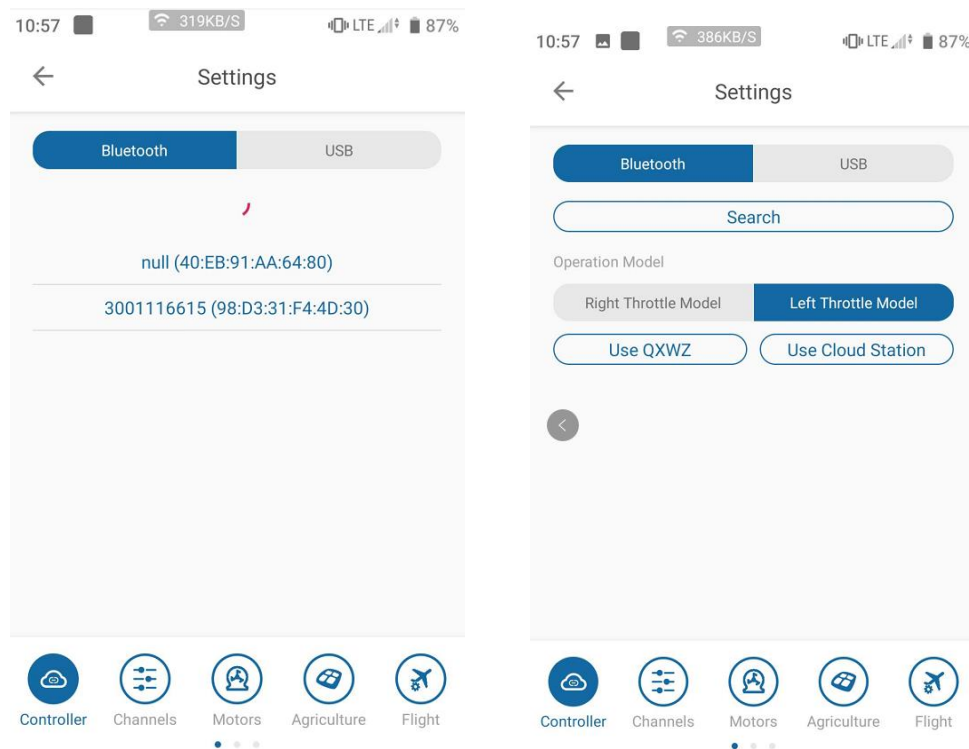 10:57 319KB/S LTE 87%
Settings
Bluetooth USB
null (40:EB:91:AA:64:80)
3001116615 (98:D3:31:F4:4D:30)
Controller Channels Motors Agriculture Flight
10:57 386KB/S LTE 87%
Settings
Bluetooth USB
Search
Operation Model
Right Throttle Model Left Throttle Model
Use QXWZ Use Cloud Station
Controller Channels Motors Agriculture Flight